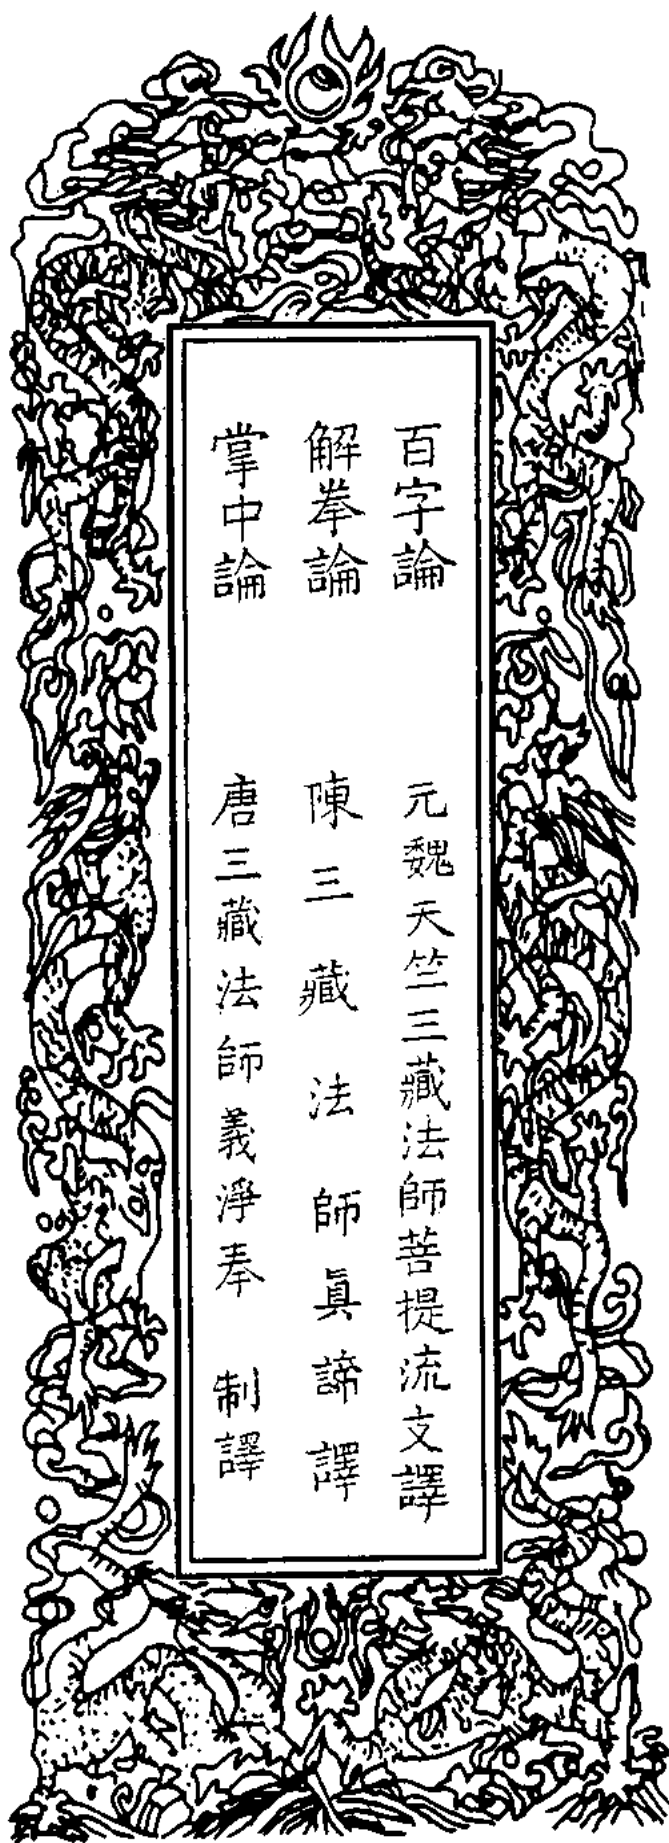 百字論　元魏天竺三藏法師菩提流支譯
解拳論　陳三藏法師眞諦譯
掌中論　唐三藏法師義淨奉　制譯